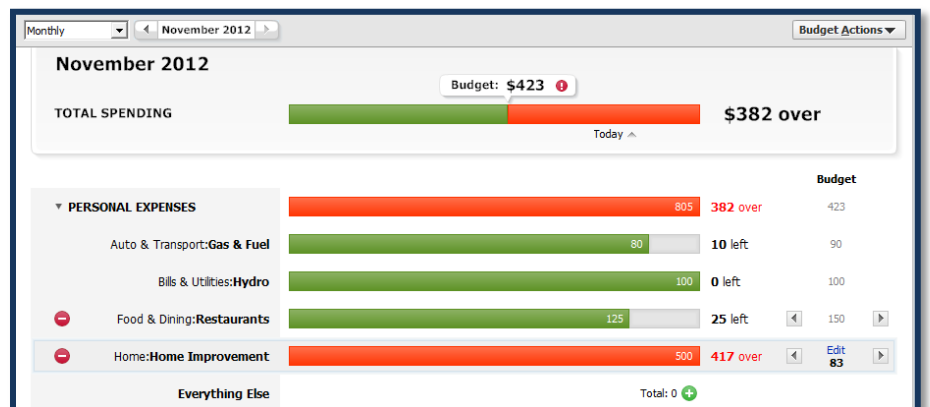 Monthly November 2012 Budget Actions
November 2012
Budget: $423
TOTAL SPENDING $382 over
Today
Budget
PERSONAL EXPENSES 805 382 over 423
Auto & Transport:Gas & Fuel 80 10 left 90
Bills & Utilities:Hydro 100 0 left 100
Food & Dining:Restaurants 125 25 left 150
Home:Home Improvement 500 417 over Edit
83
Everything Else Total: 0